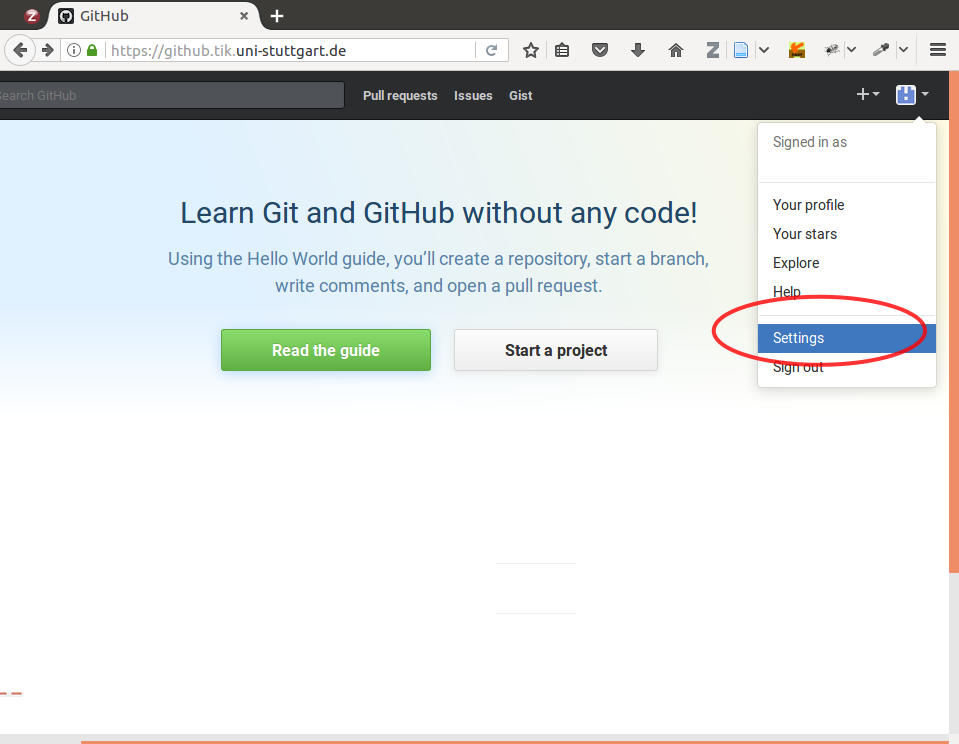 GitHub
https://github.tik.uni-stuttgart.de
Search GitHub
Pull requests Issues Gist
Signed in as
Your profile
Your stars
Explore
Help
Settings
Sign out
Learn Git and GitHub without any code!
Using the Hello World guide, you’ll create a repository, start a branch,
write comments, and open a pull request.
Read the guide
Start a project